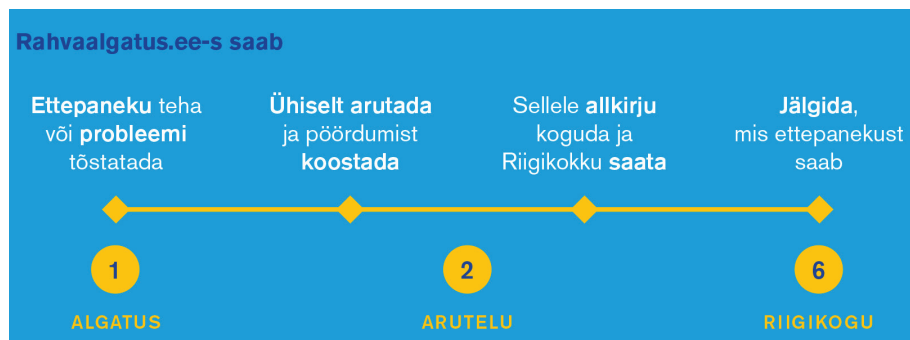 Rahvaalgatus.ee-s saab
Ettepaneku teha
või probleemi
tõstatada
Ühiselt arutada
ja pöördumist
koostada
Sellele allkirju
koguda ja
Riigikokku saata
Jälgida,
mis ettepanekust
saab
1
ALGATUS
2
ARUTELU
6
RIIGIKOGU